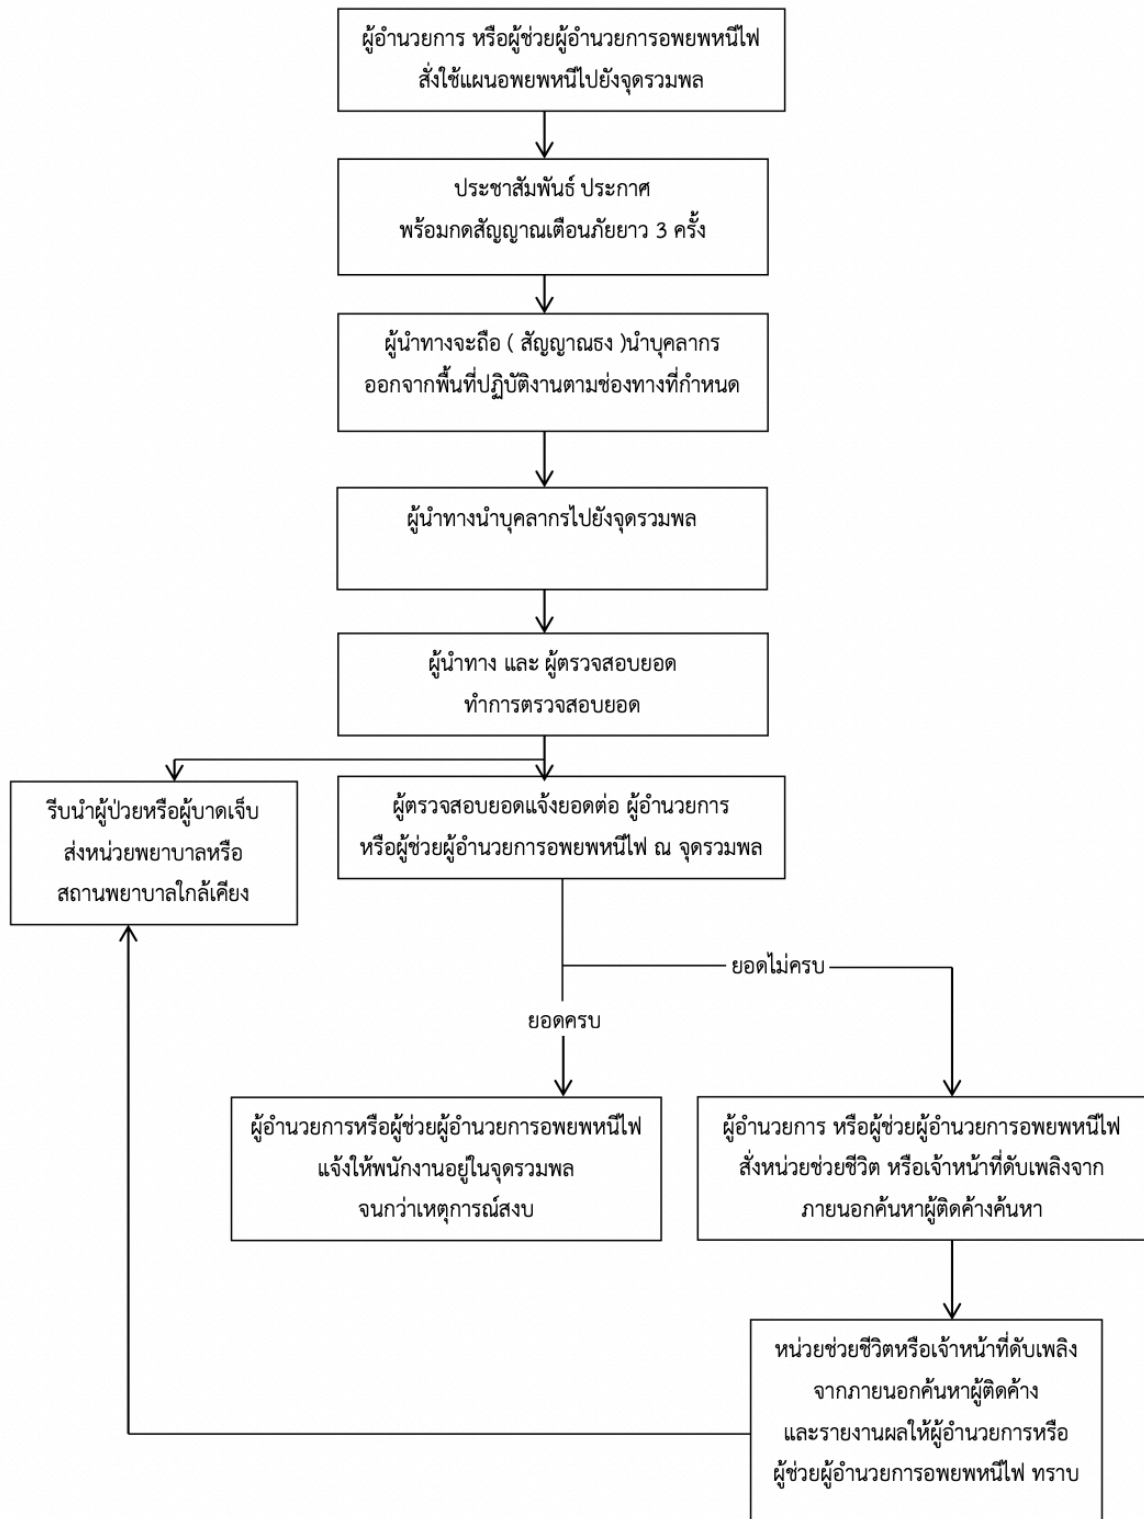 ผู้อำนวยการ หรือผู้ช่วยผู้อำนวยการอพยพหนีไฟ
สั่งใช้แผนอพยพหนีไปยังจุดรวมพล
ประชาสัมพันธ์ ประกาศ
พร้อมกดสัญญาณเตือนภัยยาว 3 ครั้ง
ผู้นำทางจะถือ ( สัญญาณธง )นำบุคลากร
ออกจากพื้นที่ปฏิบัติงานตามช่องทางที่กำหนด
ผู้นำทางนำบุคลากรไปยังจุดรวมพล
ผู้นำทาง และ ผู้ตรวจสอบยอด
ทำการตรวจสอบยอด
รีบนำผู้ป่วยหรือผู้บาดเจ็บ
ส่งหน่วยพยาบาลหรือ
สถานพยาบาลใกล้เคียง
ผู้ตรวจสอบยอดแจ้งยอดต่อ ผู้อำนวยการ
หรือผู้ช่วยผู้อำนวยการอพยพหนีไฟ ณ จุดรวมพล
ยอดไม่ครบ
ยอดครบ
ผู้อำนวยการหรือผู้ช่วยผู้อำนวยการอพยพหนีไฟ
แจ้งให้พนักงานอยู่ในจุดรวมพล
จนกว่าเหตุการณ์สงบ
ผู้อำนวยการ หรือผู้ช่วยผู้อำนวยการอพยพหนีไฟ
สั่งหน่วยช่วยชีวิต หรือเจ้าหน้าที่ดับเพลิงจาก
ภายนอกค้นหาผู้ติดค้างค้นหา
หน่วยช่วยชีวิตหรือเจ้าหน้าที่ดับเพลิง
จากภายนอกค้นหาผู้ติดค้าง
และรายงานผลให้ผู้อำนวยการหรือ
ผู้ช่วยผู้อำนวยการอพยพหนีไฟ ทราบ